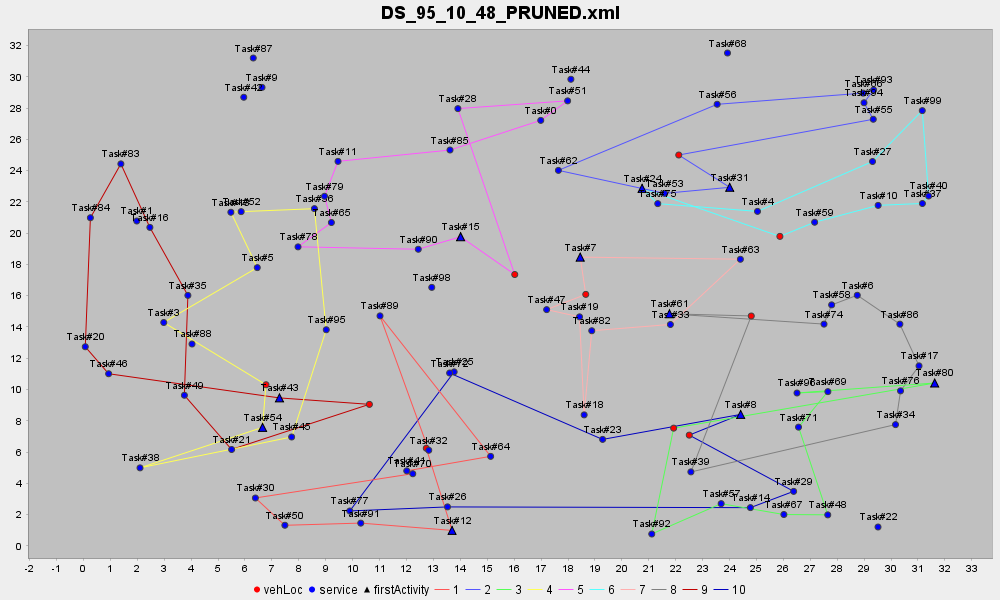 DS_95_10_48_PRUNED.xml
32
30
28
26
24
22
20
18
16
14
12
10
8
6
4
2
0
Task#87
Task#68
Task#9
Task#44
Task#93
Task#94
Task#51
Task#56
Task#99
Task#28
Task#0
Task#55
Task#85
Task#11
Task#83
Task#27
Task#62
Task#24
Task#31
Task#53
Task#79
Task#40
Task#37
Task#10
Task#4
Task#84
Task#1
Task#16
Task#52
Task#36
Task#65
Task#59
Task#15
Task#90
Task#78
Task#7
Task#63
Task#5
Task#98
Task#35
Task#6
Task#58
Task#47
Task#19
Task#61
Task#33
Task#74
Task#86
Task#89
Task#3
Task#95
Task#82
Task#88
Task#20
Task#17
Task#46
Task#25
Task#80
Task#76
Task#69
Task#49
Task#43
Task#18
Task#8
Task#34
Task#71
Task#54
Task#45
Task#23
Task#21
Task#32
Task#64
Task#38
Task#70
Task#39
Task#29
Task#30
Task#57
Task#14
Task#26
Task#77
Task#67
Task#48
Task#50
Task#91
Task#12
Task#92
Task#22
-2 -1 0 1 2 3 4 5 6 7 8 9 10 11 12 13 14 15 16 17 18 19 20 21 22 23 24 25 26 27 28 29 30 31 32 33
vehLoc service firstActivity 1 2 3 4 5 6 7 8 9 10